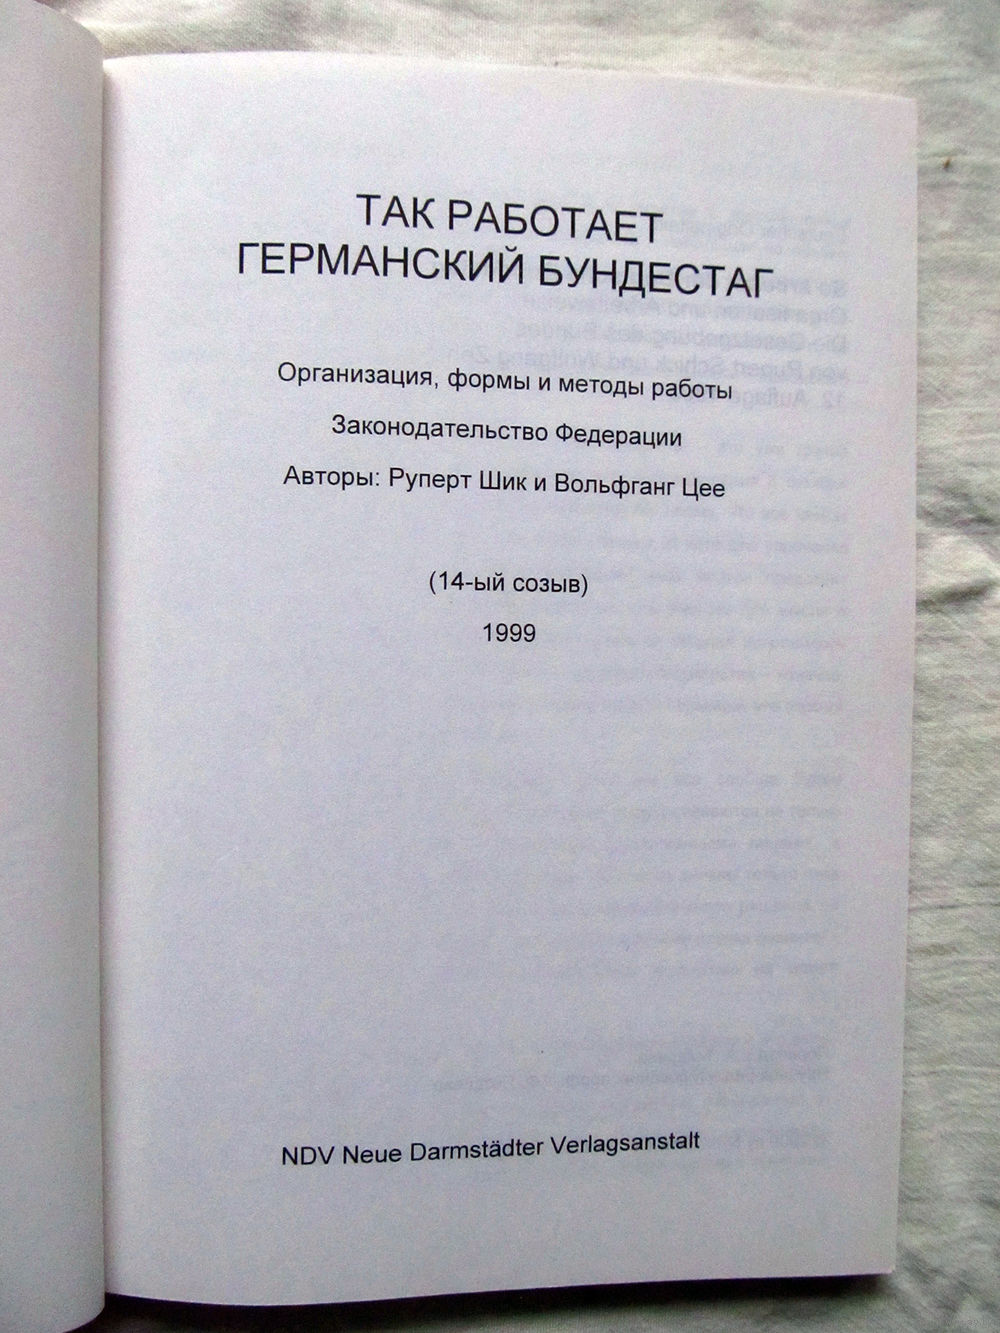 ТАК РАБОТАЕТ
ГЕРМАНСКИЙ БУНДЕСТАГ
Организация, формы и методы работы
Законодательство Федерации
Авторы: Руперт Шик и Вольфганг Цее
(14-ый созыв)
1999
NDV Neue Darmstädter Verlagsanstalt